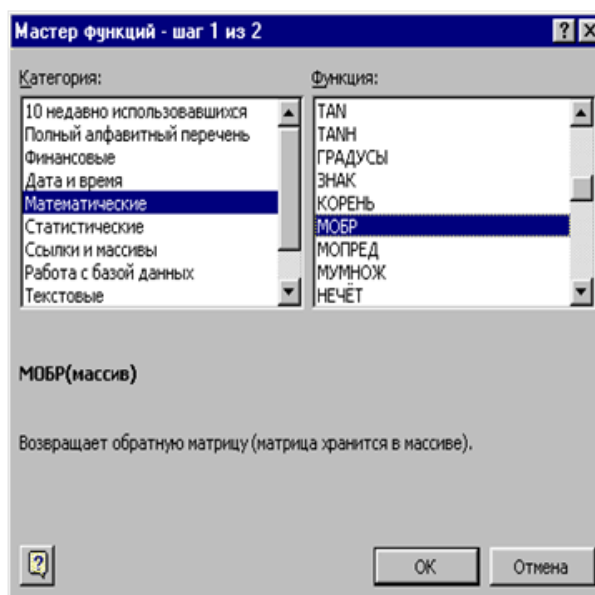 Мастер функций - шаг 1 из 2
Категория:
10 недавно использовавшихся
Полный алфавитный перечень
Финансовые
Дата и время
Математические
Статистические
Ссылки и массивы
Работа с базой данных
Текстовые
Функция:
TAN
TANH
ГРАДУСЫ
ЗНАК
КОРЕНЬ
МОБР
МОПРЕД
МУМНОЖ
НЕЧЁТ
МОБР(массив)
Возвращает обратную матрицу (матрица хранится в массиве).
OK
Отмена